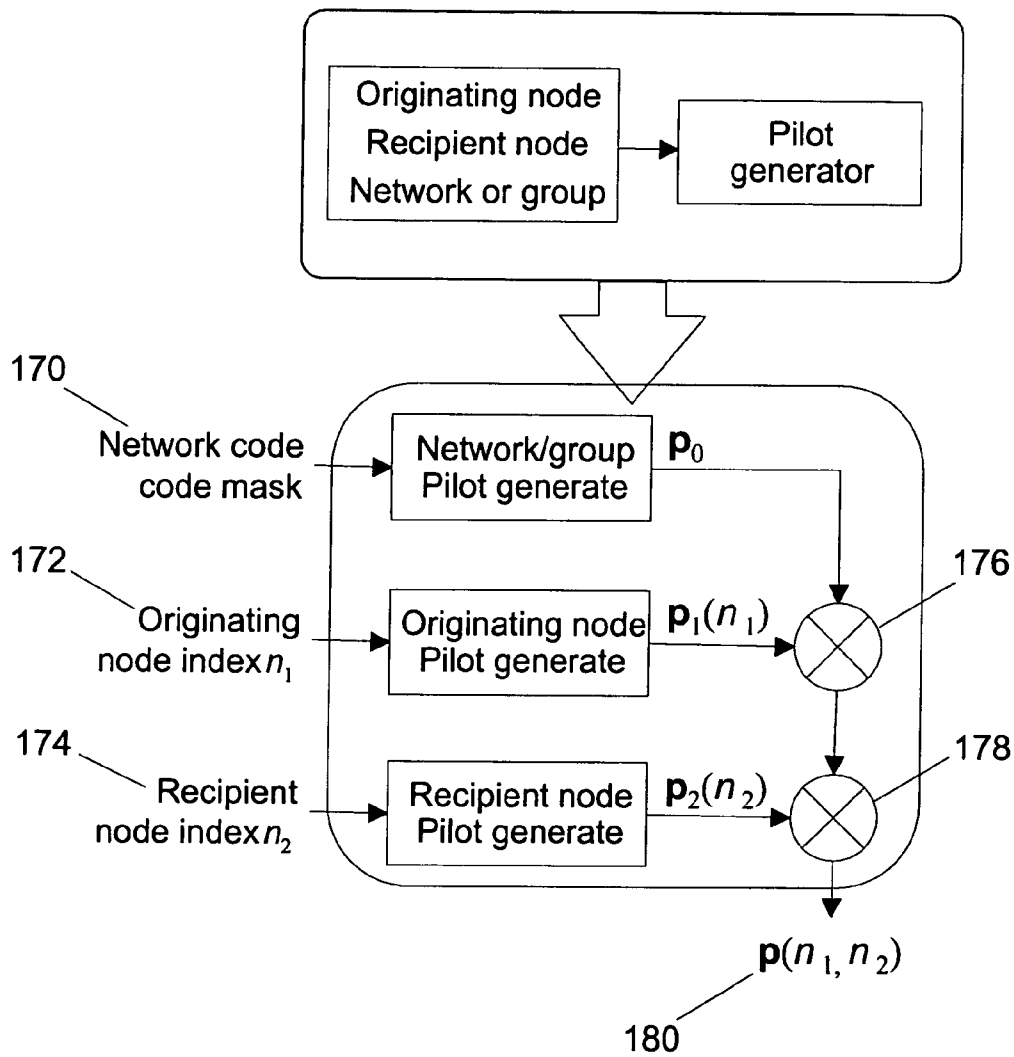 Originating node
Recipient node
Network or group
Pilot
generator
170
Network code
code mask
Network/group
Pilot generate
p₀
172
Originating
node index n₁
Originating node
Pilot generate
p₁(n₁)
176
174
Recipient
node index n₂
Recipient node
Pilot generate
p₂(n₂)
178
p(n₁, n₂)
180